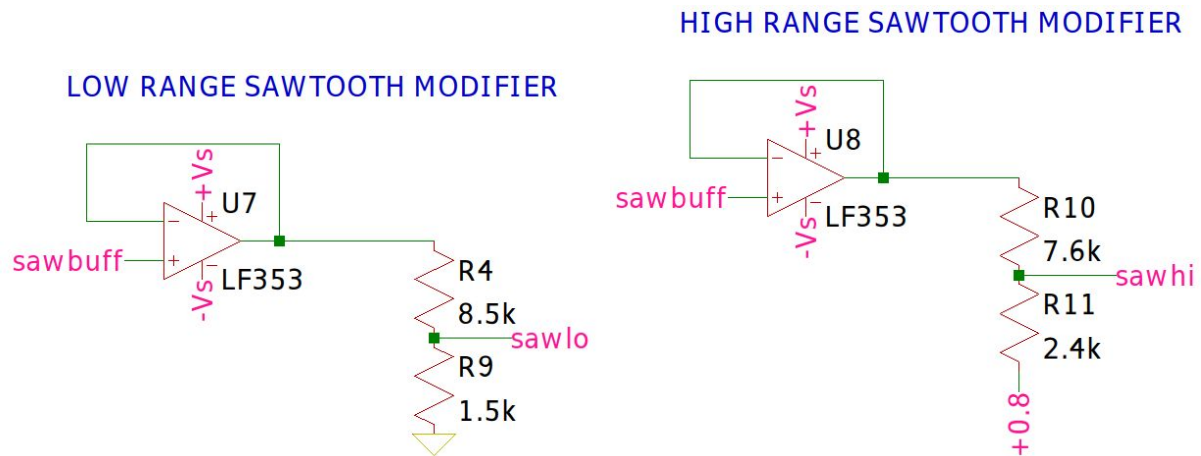 LOW RANGE SAWTOOTH MODIFIER
+Vs
U7
−
+
sawbuff
+
−
LF353
-Vs
R4
8.5k
sawlo
R9
1.5k
HIGH RANGE SAWTOOTH MODIFIER
+Vs
U8
−
+
sawbuff
+
−
LF353
-Vs
R10
7.6k
sawhi
R11
2.4k
+0.8